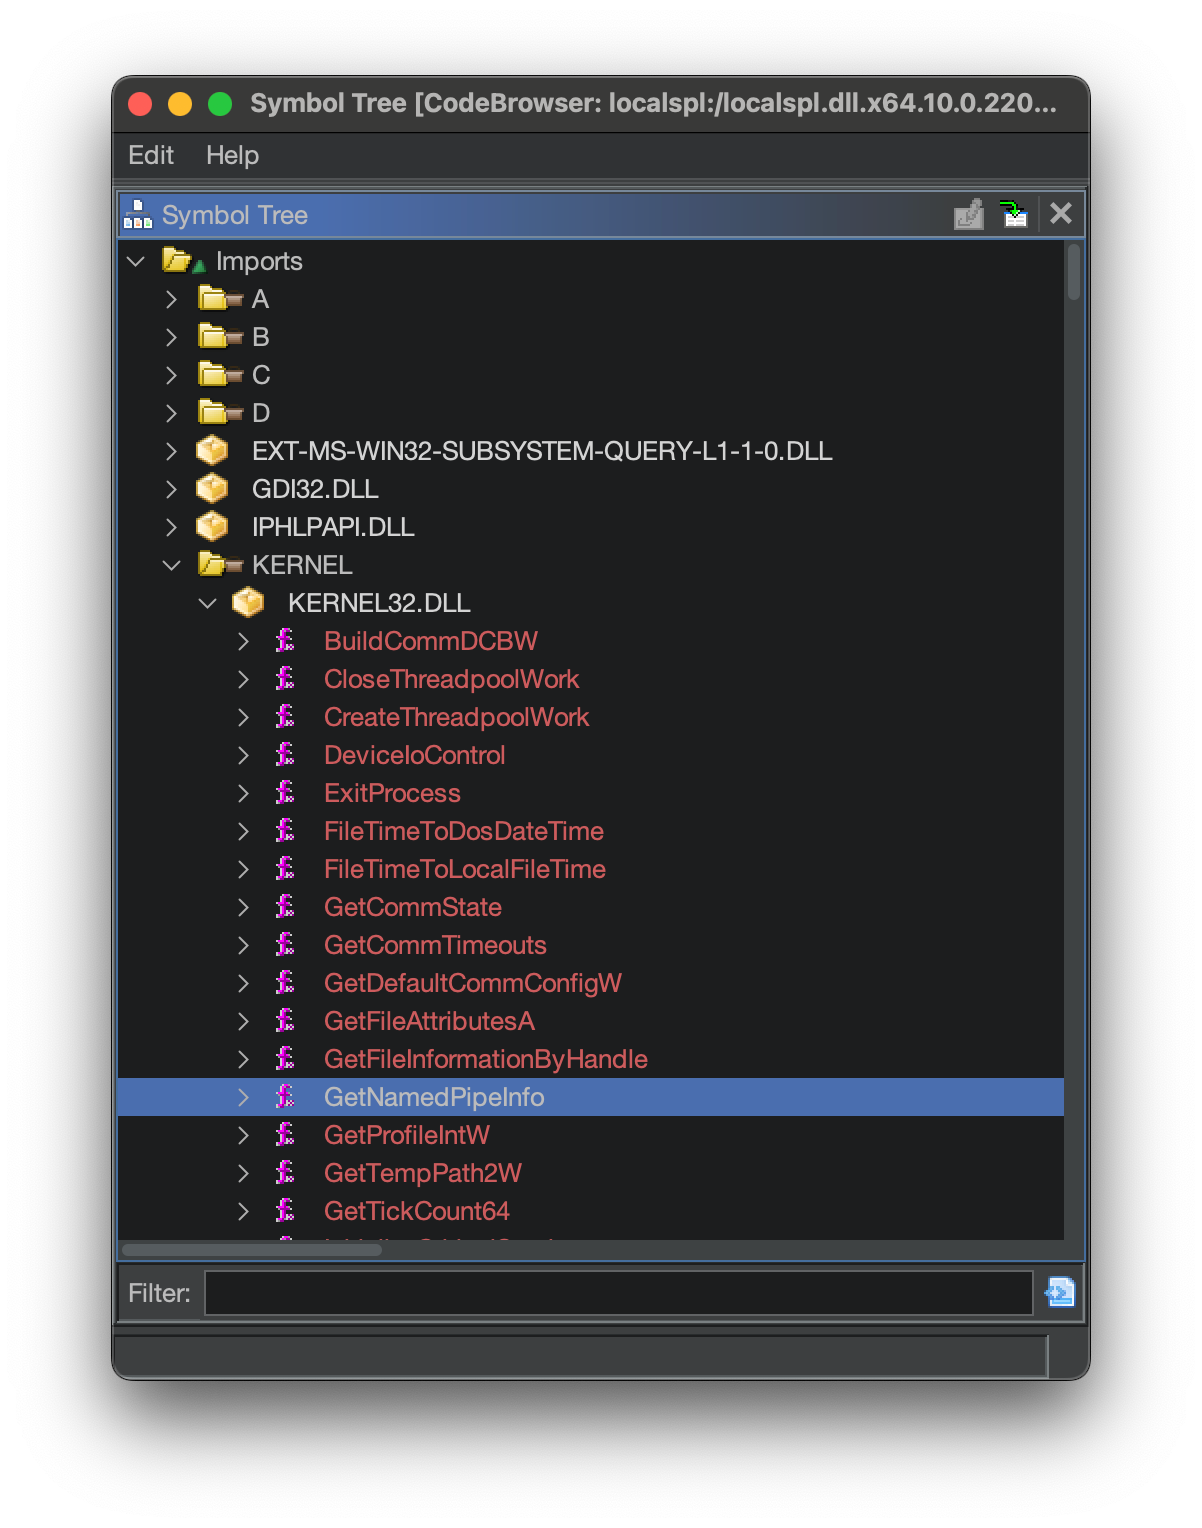 Symbol Tree [CodeBrowser: localspl:/localspl.dll.x64.10.0.220...
Edit Help
Symbol Tree
Imports
A
B
C
D
EXT-MS-WIN32-SUBSYSTEM-QUERY-L1-1-0.DLL
GDI32.DLL
IPHLPAPI.DLL
KERNEL
KERNEL32.DLL
BuildCommDCBW
CloseThreadpoolWork
CreateThreadpoolWork
DeviceIoControl
ExitProcess
FileTimeToDosDateTime
FileTimeToLocalFileTime
GetCommState
GetCommTimeouts
GetDefaultCommConfigW
GetFileAttributesA
GetFileInformationByHandle
GetNamedPipeInfo
GetProfileIntW
GetTempPath2W
GetTickCount64
Filter: